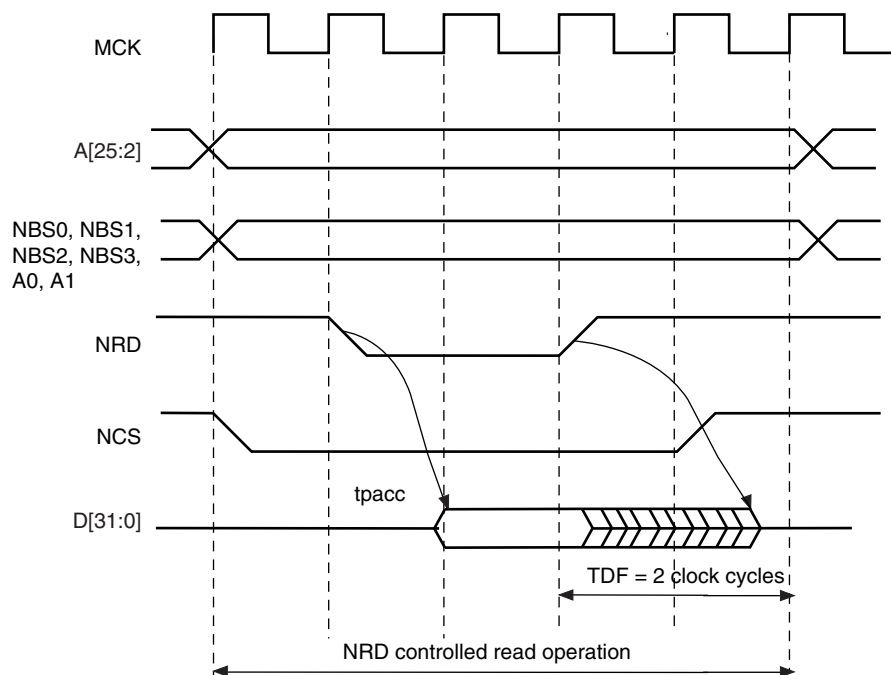 MCK
A[25:2]
NBS0, NBS1,
NBS2, NBS3,
A0, A1
NRD
NCS
tpacc
D[31:0]
TDF = 2 clock cycles
NRD controlled read operation